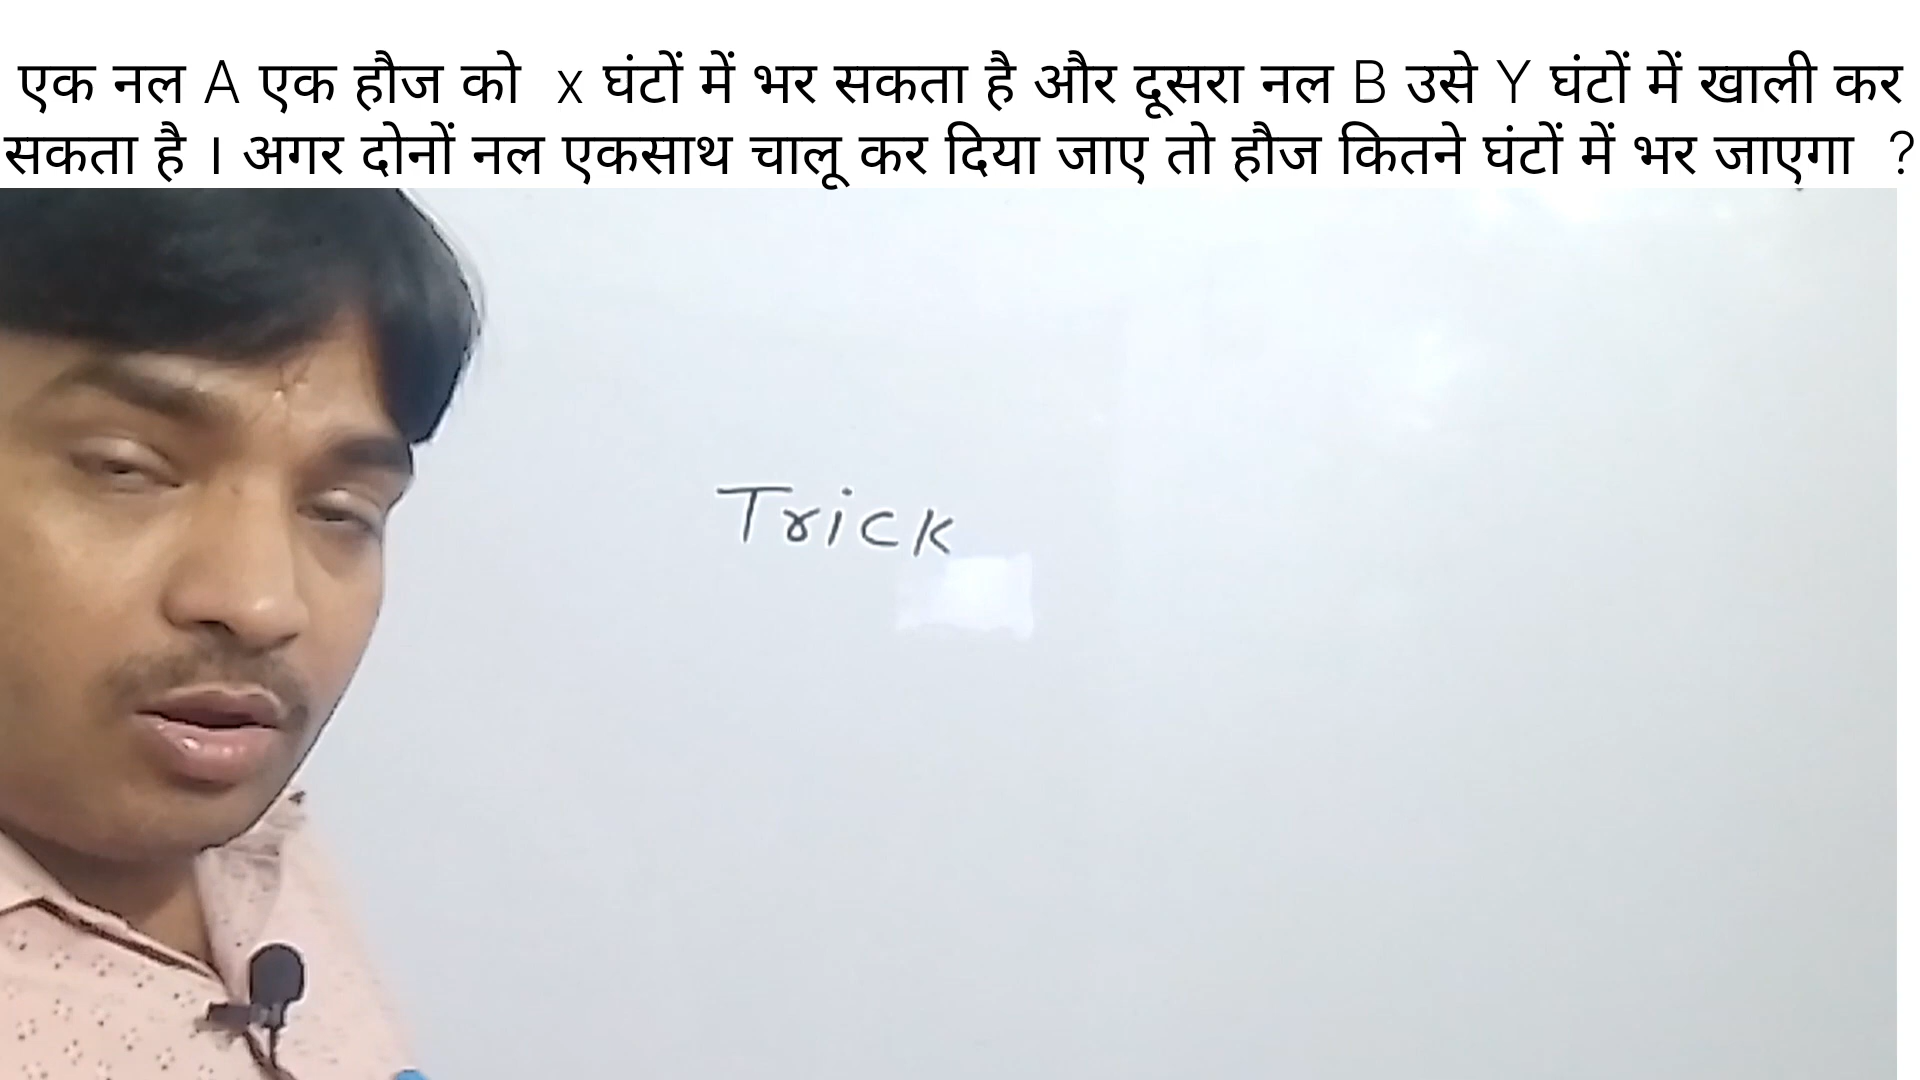 एक नल A एक हौज को x घंटों में भर सकता है और दूसरा नल B उसे Y घंटों में खाली कर
सकता है । अगर दोनों नल एकसाथ चालू कर दिया जाए तो हौज कितने घंटों में भर जाएगा ?
Trick